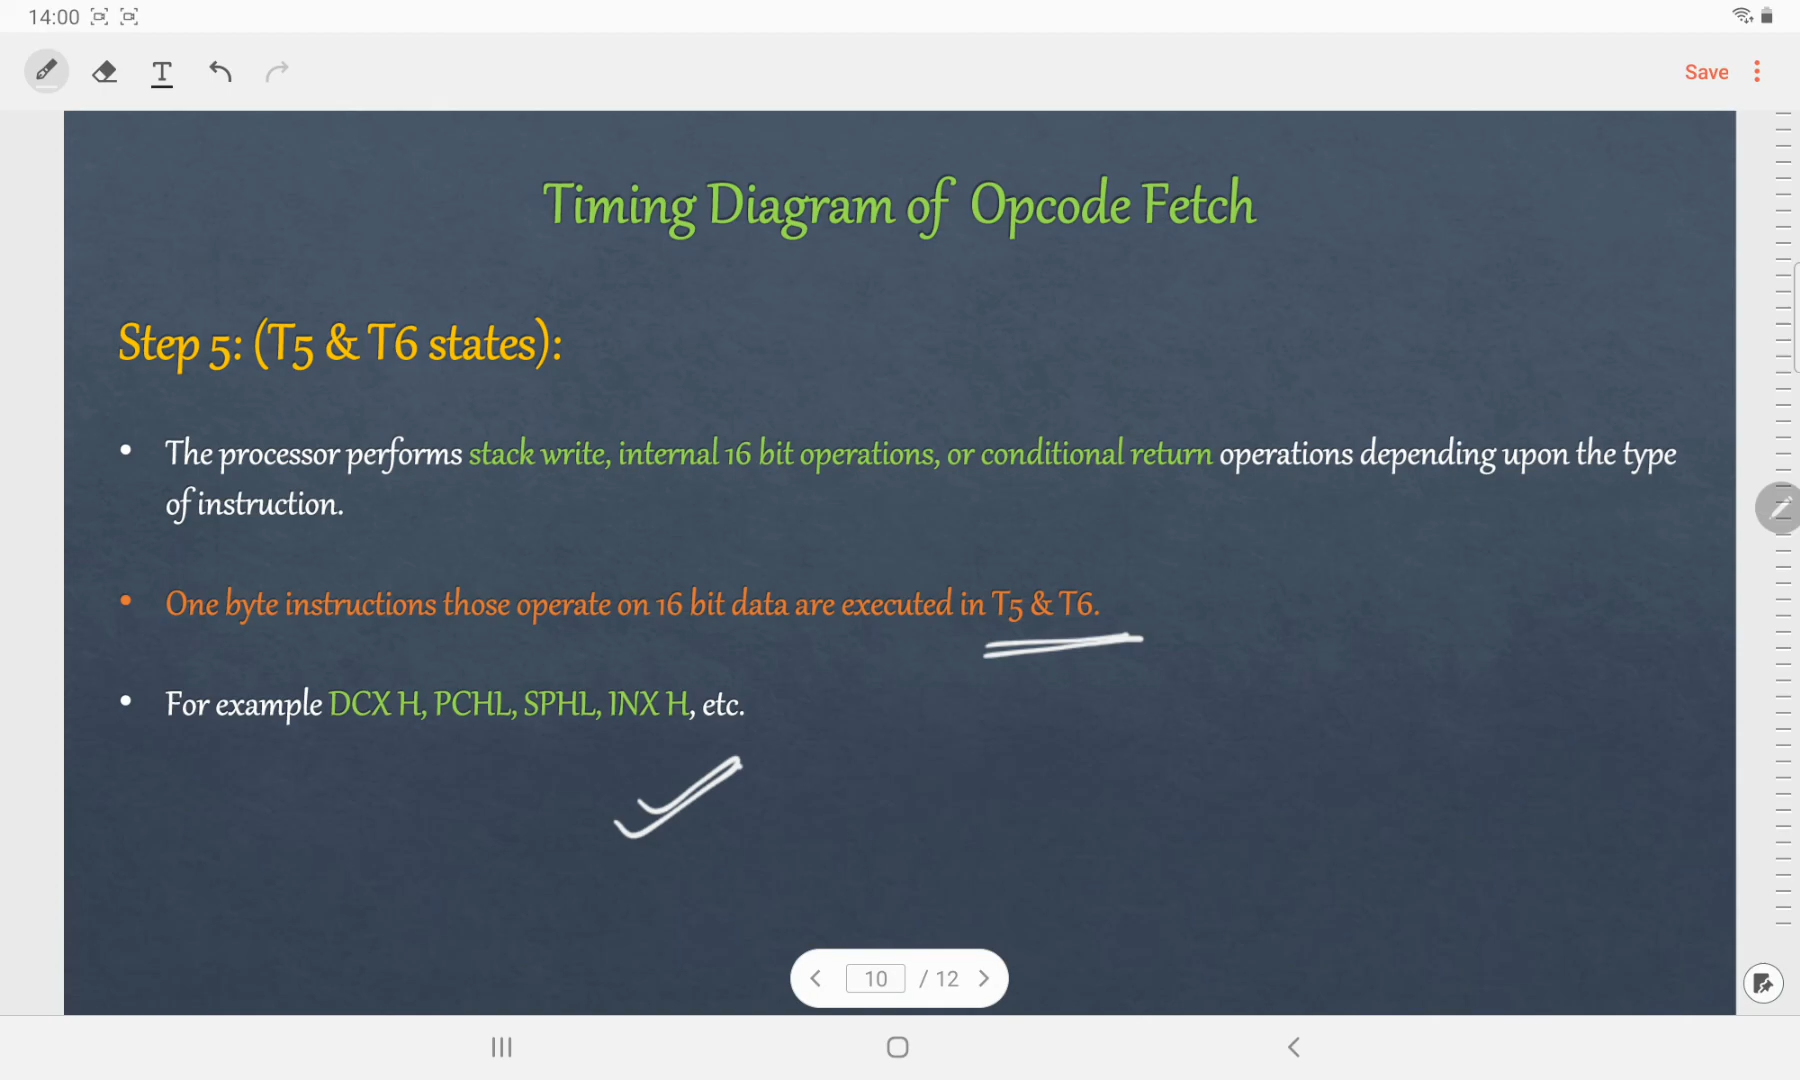 14:00
Save
Timing Diagram of Opcode Fetch
Step 5: (T5 & T6 states):
• The processor performs stack write, internal 16 bit operations, or conditional return operations depending upon the type
of instruction.
• One byte instructions those operate on 16 bit data are executed in T5 & T6.
• For example DCX H, PCHL, SPHL, INX H, etc.
10 / 12